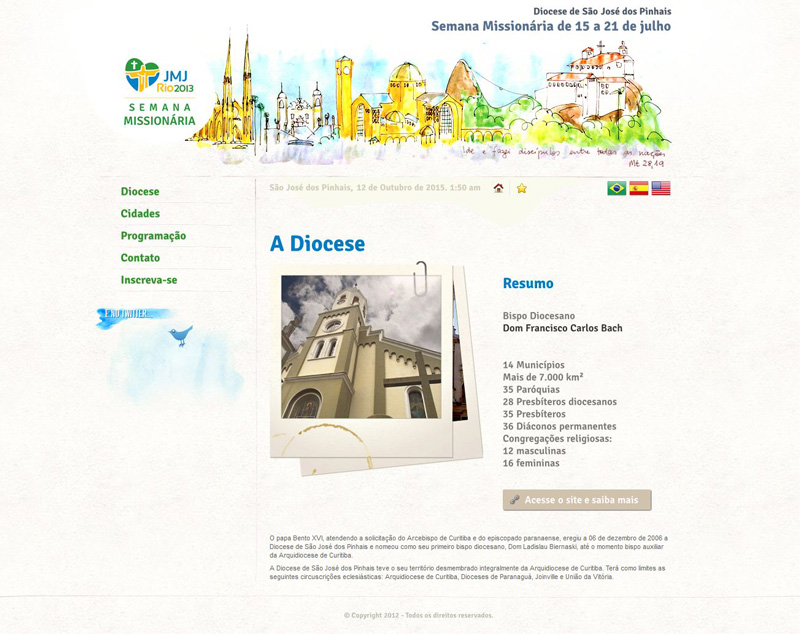 Diocese de São José dos Pinhais
Semana Missionária de 15 a 21 de julho
JMJ
Rio2013
SEMANA
MISSIONÁRIA
Ide e fazei discípulos entre todas as nações
Mt 28,19
São José dos Pinhais, 12 de Outubro de 2015. 1:50 am
Diocese
Cidades
Programação
Contato
Inscreva-se
E NO TWITTER...
A Diocese
Resumo
Bispo Diocesano
Dom Francisco Carlos Bach
14 Municípios
Mais de 7.000 km²
35 Paróquias
28 Presbíteros diocesanos
35 Presbíteros
36 Diáconos permanentes
Congregações religiosas:
12 masculinas
16 femininas
Acesse o site e saiba mais
O papa Bento XVI, atendendo a solicitação do Arcebispo de Curitiba e do episcopado paranaense, eregiu a 06 de dezembro de 2006 a
Diocese de São José dos Pinhais e nomeou como seu primeiro bispo diocesano, Dom Ladislau Biernaski, até o momento bispo auxiliar
da Arquidiocese de Curitiba.
A Diocese de São José dos Pinhais teve o seu território desmembrado integralmente da Arquidiocese de Curitiba. Terá como limites as
seguintes circuscrições eclesiásticas: Arquidiocese de Curitiba, Dioceses de Paranaguá, Joinville e União da Vitória.
© Copyright 2012 - Todos os direitos reservados.